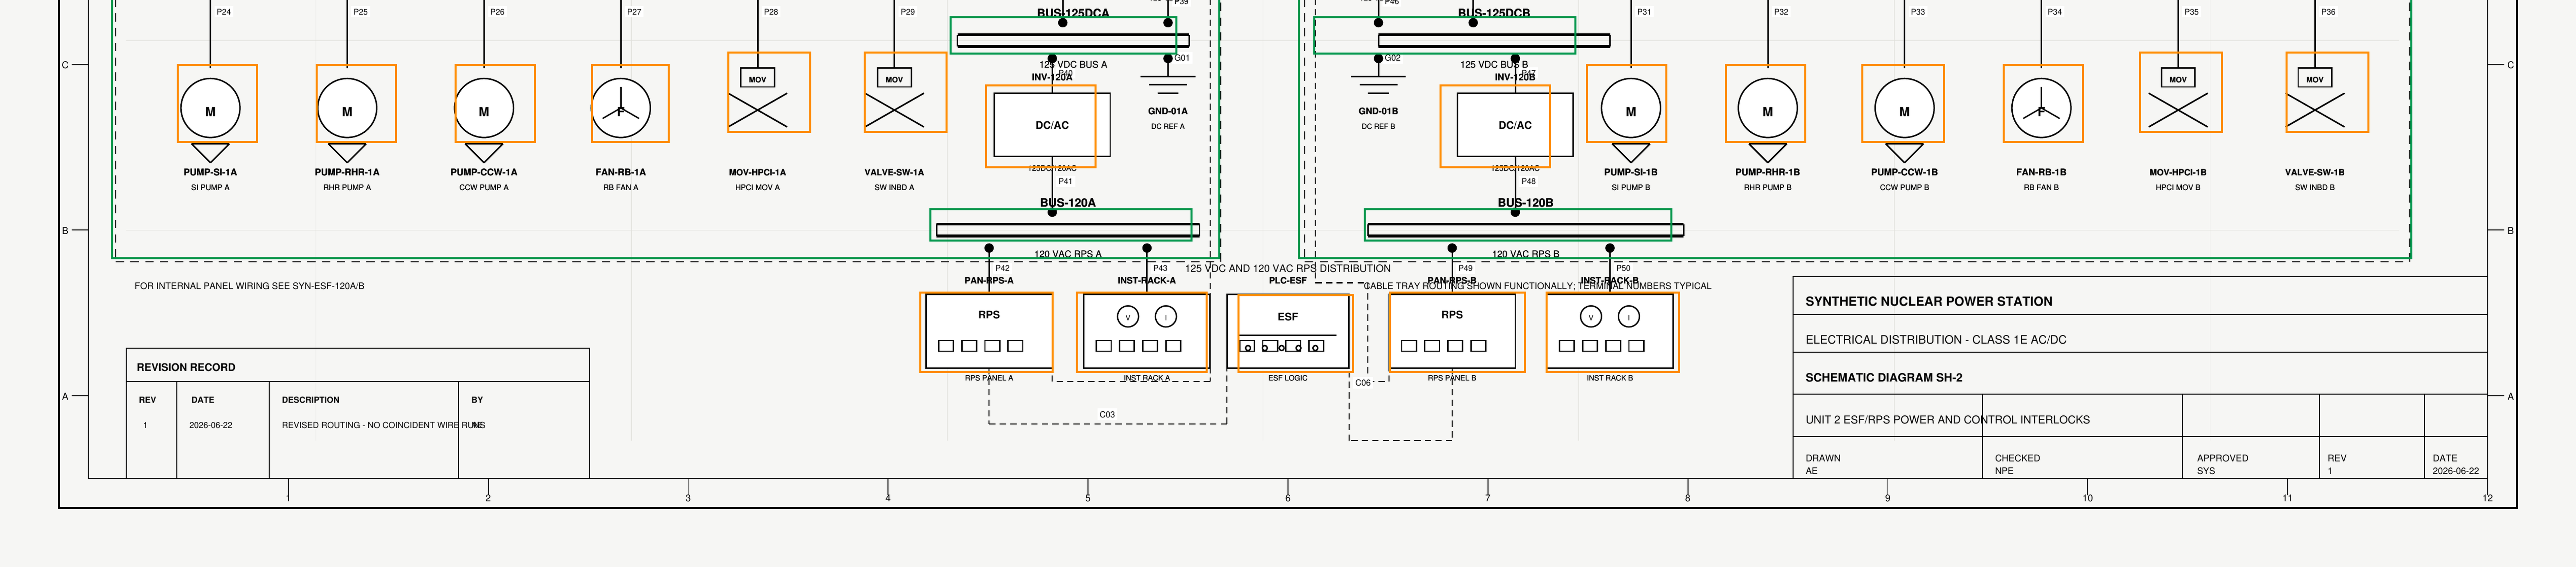 P24
P25
P26
P27
P28
P29
P39
P46
P31
P32
P33
P34
P35
P36
BUS-125DCA
BUS-125DCB
C
C
125 VDC BUS A
G01
G02
125 VDC BUS B
P40
INV-120A
P47
INV-120B
MOV
MOV
MOV
MOV
M
M
M
F
DC/AC
GND-01A
DC REF A
GND-01B
DC REF B
DC/AC
M
M
M
F
125DC/120AC
125DC/120AC
PUMP-SI-1A
SI PUMP A
PUMP-RHR-1A
RHR PUMP A
PUMP-CCW-1A
CCW PUMP A
FAN-RB-1A
RB FAN A
MOV-HPCI-1A
HPCI MOV A
VALVE-SW-1A
SW INBD A
P41
P48
PUMP-SI-1B
SI PUMP B
PUMP-RHR-1B
RHR PUMP B
PUMP-CCW-1B
CCW PUMP B
FAN-RB-1B
RB FAN B
MOV-HPCI-1B
HPCI MOV B
VALVE-SW-1B
SW INBD B
BUS-120A
BUS-120B
B
B
120 VAC RPS A
120 VAC RPS B
P42
P43
125 VDC AND 120 VAC RPS DISTRIBUTION
P49
P50
PAN-RPS-A
INST-RACK-A
PLC-ESF
PAN-RPS-B
INST-RACK-B
FOR INTERNAL PANEL WIRING SEE SYN-ESF-120A/B
CABLE TRAY ROUTING SHOWN FUNCTIONALLY; TERMINAL NUMBERS TYPICAL
RPS
V
I
ESF
RPS
V
I
RPS PANEL A
INST RACK A
ESF LOGIC
C06
RPS PANEL B
INST RACK B
C03
SYNTHETIC NUCLEAR POWER STATION
ELECTRICAL DISTRIBUTION - CLASS 1E AC/DC
SCHEMATIC DIAGRAM SH-2
UNIT 2 ESF/RPS POWER AND CONTROL INTERLOCKS
DRAWN
AE
CHECKED
NPE
APPROVED
SYS
REV
1
DATE
2026-06-22
REVISION RECORD
REV DATE DESCRIPTION BY
1 2026-06-22 REVISED ROUTING - NO COINCIDENT WIRE RUNS AE
A
A
1 2 3 4 5 6 7 8 9 10 11 12